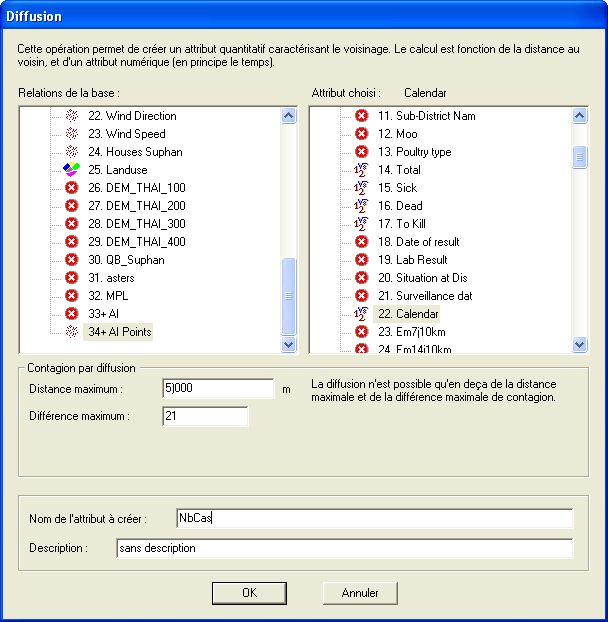 Diffusion
Cette opération permet de créer un attribut quantitatif caractérisant le voisinage. Le calcul est fonction de la distance au
voisin, et d'un attribut numérique (en principe le temps).
Relations de la base :
22. Wind Direction
23. Wind Speed
24. Houses Suphan
25. Landuse
26. DEM_THAI_100
27. DEM_THAI_200
28. DEM_THAI_300
29. DEM_THAI_400
30. QB_Suphan
31. asters
32. MPL
33+ AI
34+ AI Points
Attribut choisi : Calendar
11. Sub-District Nam
12. Moo
13. Poultry type
14. Total
15. Sick
16. Dead
17. To Kill
18. Date of result
19. Lab Result
20. Situation at Dis
21. Surveillance dat
22. Calendar
23. Em7j10km
24. Em14j10km
Contagion par diffusion
Distance maximum : 5)000 m
Différence maximum : 21
La diffusion n'est possible qu'en deça de la distance
maximale et de la différence maximale de contagion.
Nom de l'attribut à créer : NbCas
Description : sans description
OK Annuler